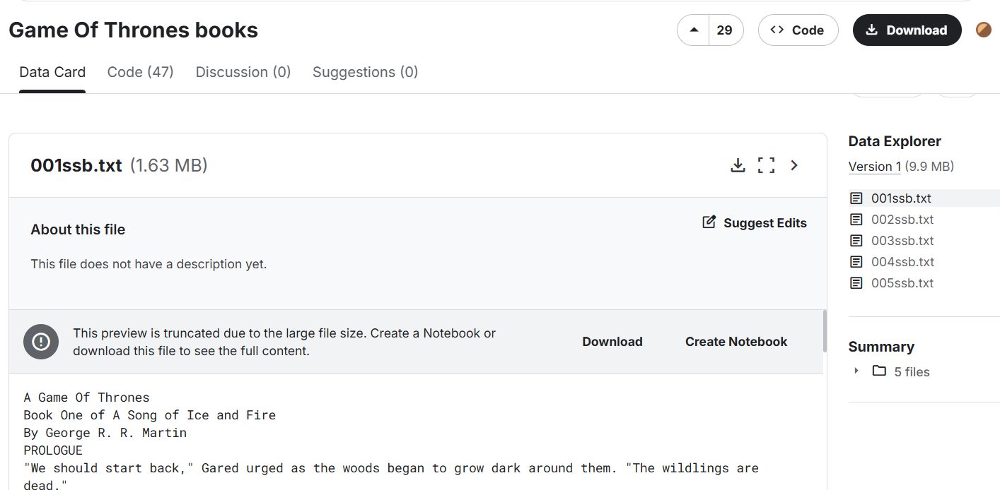 Game Of Thrones books
29
Code
Download
Data Card
Code (47)
Discussion (0)
Suggestions (0)
001ssb.txt (1.63 MB)
About this file
Suggest Edits
This file does not have a description yet.
This preview is truncated due to the large file size. Create a Notebook or
download this file to see the full content.
Download
Create Notebook
A Game Of Thrones
Book One of A Song of Ice and Fire
By George R. R. Martin
PROLOGUE
"We should start back," Gared urged as the woods began to grow dark around them. "The wildlings are
dead."
Data Explorer
Version 1 (9.9 MB)
001ssb.txt
002ssb.txt
003ssb.txt
004ssb.txt
005ssb.txt
Summary
5 files